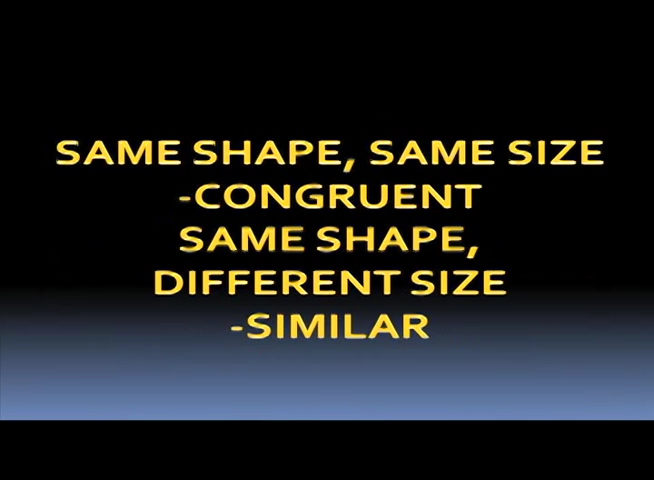 SAME SHAPE, SAME SIZE
-CONGRUENT
SAME SHAPE,
DIFFERENT SIZE
-SIMILAR